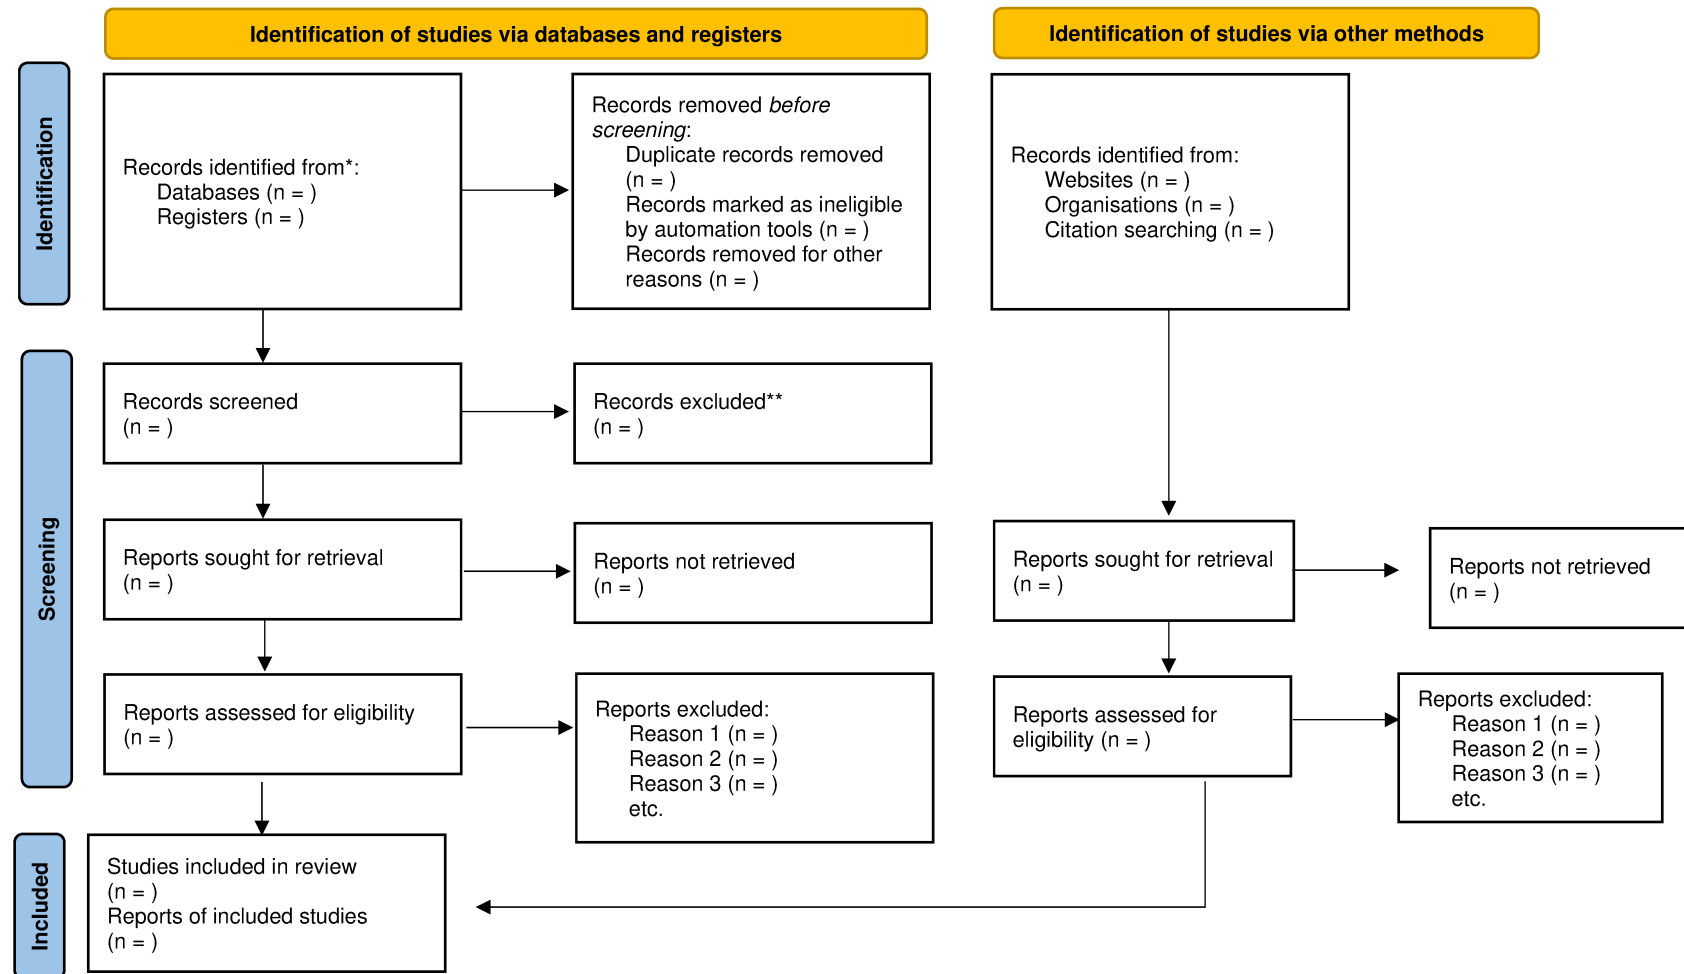 Identification of studies via databases and registers
Identification of studies via other methods
Identification
Records identified from*:
Databases (n = )
Registers (n = )
Records removed before
screening:
Duplicate records removed
(n = )
Records marked as ineligible
by automation tools (n = )
Records removed for other
reasons (n = )
Records identified from:
Websites (n = )
Organisations (n = )
Citation searching (n = )
Screening
Records screened
(n = )
Records excluded**
(n = )
Reports sought for retrieval
(n = )
Reports not retrieved
(n = )
Reports sought for retrieval
(n = )
Reports not retrieved
(n = )
Reports assessed for eligibility
(n = )
Reports excluded:
Reason 1 (n = )
Reason 2 (n = )
Reason 3 (n = )
etc.
Reports assessed for
eligibility (n = )
Reports excluded:
Reason 1 (n = )
Reason 2 (n = )
Reason 3 (n = )
etc.
Included
Studies included in review
(n = )
Reports of included studies
(n = )